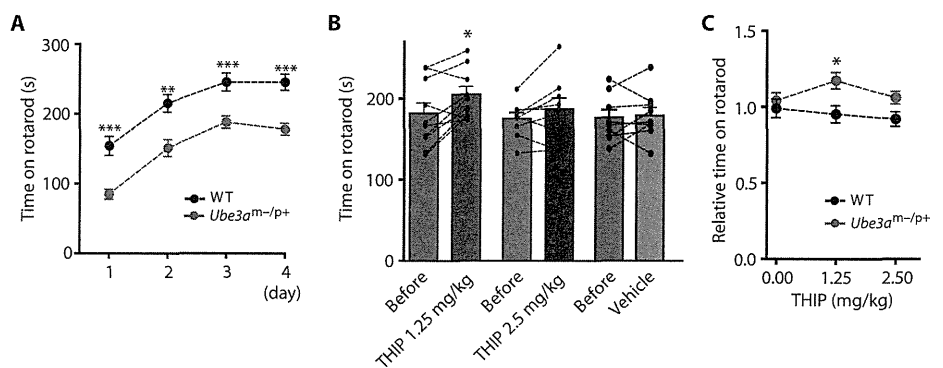 A
Time on rotarod (s)
300
200
100
0
***
**
***
***
WT
Ube3aᵐ⁻/ᵖ⁺
1 2 3 4
(day)
B
Time on rotarod (s)
200
100
0
*
Before
THIP 1.25 mg/kg
Before
THIP 2.5 mg/kg
Before
Vehicle
C
Relative time on rotarod
1.5
1.0
0.5
0.0
*
WT
Ube3aᵐ⁻/ᵖ⁺
0.00 1.25 2.50
THIP (mg/kg)